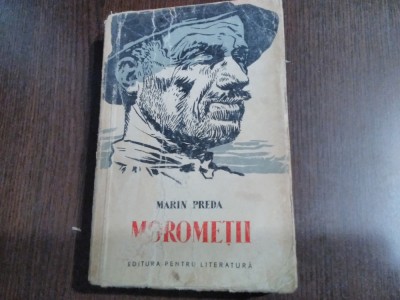 MARIN PREDA
MOROMEȚII
EDITURA PENTRU LITERATURĂ